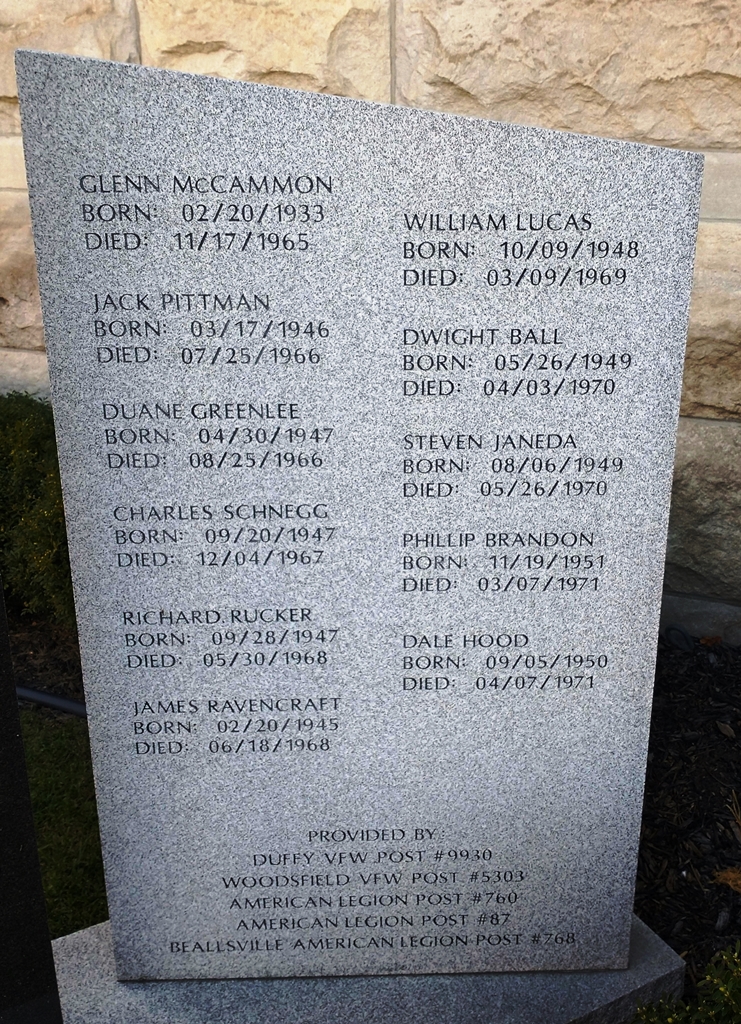 GLENN McCAMMON
BORN: 02/20/1933
DIED: 11/17/1965
JACK PITTMAN
BORN: 03/17/1946
DIED: 07/25/1966
DUANE GREENLEE
BORN: 04/30/1947
DIED: 08/25/1966
CHARLES SCHNEGG
BORN: 09/20/1947
DIED: 12/04/1967
RICHARD RUCKER
BORN: 09/28/1947
DIED: 05/30/1968
JAMES RAVENCRAFT
BORN: 02/20/1945
DIED: 06/18/1968
WILLIAM LUCAS
BORN: 10/09/1948
DIED: 03/09/1969
DWIGHT BALL
BORN: 05/26/1949
DIED: 04/03/1970
STEVEN JANEDA
BORN: 08/06/1949
DIED: 05/26/1970
PHILLIP BRANDON
BORN: 11/19/1951
DIED: 03/07/1971
DALE HOOD
BORN: 09/05/1950
DIED: 04/07/1971
PROVIDED BY:
DUFFY VFW POST #9930
WOODSFIELD VFW POST #5303
AMERICAN LEGION POST #760
AMERICAN LEGION POST #87
BEALLSVILLE AMERICAN LEGION POST #768